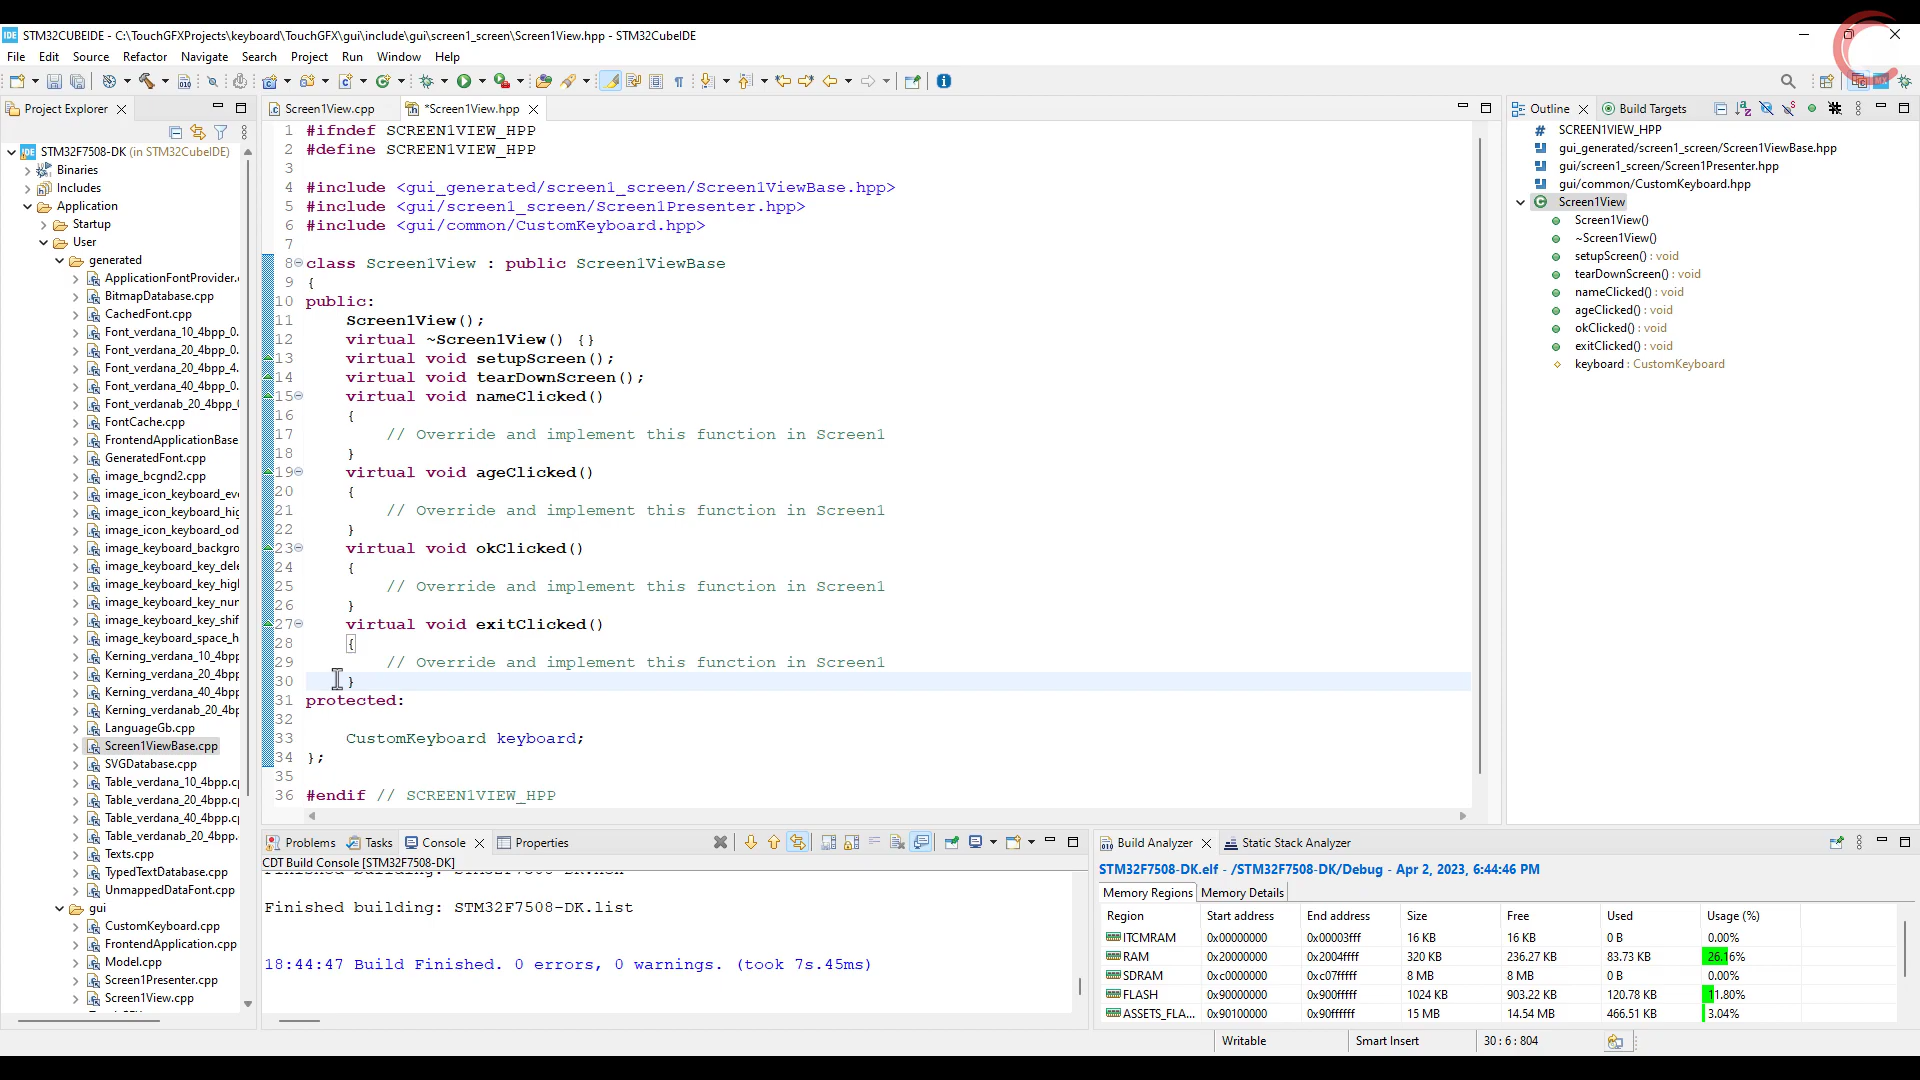 STM32CUBEIDE - C:\TouchGFXProjects\keyboard\TouchGFX\gui\include\gui\screen1_screen\Screen1View.hpp - STM32CubeIDE
File Edit Source Refactor Navigate Search Project Run Window Help
Project Explorer
STM32F7508-DK (in STM32CubeIDE)
Binaries
Includes
Application
Startup
User
generated
ApplicationFontProvider.c
BitmapDatabase.cpp
CachedFont.cpp
Font_verdana_10_4bpp_0.
Font_verdana_20_4bpp_0.
Font_verdana_20_4bpp_4.
Font_verdana_40_4bpp_0.
Font_verdanab_20_4bpp_0
FontCache.cpp
FrontendApplicationBase
GeneratedFont.cpp
image_bcgnd2.cpp
image_icon_keyboard_eve
image_icon_keyboard_hig
image_icon_keyboard_od
image_keyboard_backgro
image_keyboard_key_dele
image_keyboard_key_high
image_keyboard_key_nur
image_keyboard_key_shif
image_keyboard_space_h
Kerning_verdana_10_4bpp
Kerning_verdana_20_4bpp
Kerning_verdana_40_4bpp
Kerning_verdanab_20_4bp
LanguageGb.cpp
Screen1ViewBase.cpp
SVGDatabase.cpp
Table_verdana_10_4bpp.cp
Table_verdana_20_4bpp.cp
Table_verdana_40_4bpp.cp
Table_verdanab_20_4bpp.
Texts.cpp
TypedTextDatabase.cpp
UnmappedDataFont.cpp
gui
CustomKeyboard.cpp
FrontendApplication.cpp
Model.cpp
Screen1Presenter.cpp
Screen1View.cpp
Screen1View.cpp *Screen1View.hpp
1 #ifndef SCREEN1VIEW_HPP
2 #define SCREEN1VIEW_HPP
3
4 #include <gui_generated/screen1_screen/Screen1ViewBase.hpp>
5 #include <gui/screen1_screen/Screen1Presenter.hpp>
6 #include <gui/common/CustomKeyboard.hpp>
7
8 class Screen1View : public Screen1ViewBase
9 {
10 public:
11 Screen1View();
12 virtual ~Screen1View() {}
13 virtual void setupScreen();
14 virtual void tearDownScreen();
15 virtual void nameClicked()
16 {
17 // Override and implement this function in Screen1
18 }
19 virtual void ageClicked()
20 {
21 // Override and implement this function in Screen1
22 }
23 virtual void okClicked()
24 {
25 // Override and implement this function in Screen1
26 }
27 virtual void exitClicked()
28 {
29 // Override and implement this function in Screen1
30 }
31 protected:
32
33 CustomKeyboard keyboard;
34 };
35
36 #endif // SCREEN1VIEW_HPP
Outline Build Targets
SCREEN1VIEW_HPP
gui_generated/screen1_screen/Screen1ViewBase.hpp
gui/screen1_screen/Screen1Presenter.hpp
gui/common/CustomKeyboard.hpp
Screen1View
Screen1View()
~Screen1View()
setupScreen() : void
tearDownScreen() : void
nameClicked() : void
ageClicked() : void
okClicked() : void
exitClicked() : void
keyboard : CustomKeyboard
Problems Tasks Console Properties
CDT Build Console [STM32F7508-DK]
Finished building: STM32F7508-DK.list
18:44:47 Build Finished. 0 errors, 0 warnings. (took 7s.45ms)
Build Analyzer Static Stack Analyzer
STM32F7508-DK.elf - /STM32F7508-DK/Debug - Apr 2, 2023, 6:44:46 PM
Memory Regions Memory Details
Region Start address End address Size Free Used Usage (%)
ITCMRAM 0x00000000 0x00003fff 16 KB 16 KB 0 B 0.00%
RAM 0x20000000 0x2004ffff 320 KB 236.27 KB 83.73 KB 26.16%
SDRAM 0xc0000000 0xc07fffff 8 MB 8 MB 0 B 0.00%
FLASH 0x90000000 0x900fffff 1024 KB 903.22 KB 120.78 KB 11.80%
ASSETS_FLA... 0x90100000 0x90ffffff 15 MB 14.54 MB 466.51 KB 3.04%
Writable Smart Insert 30 : 6 : 804